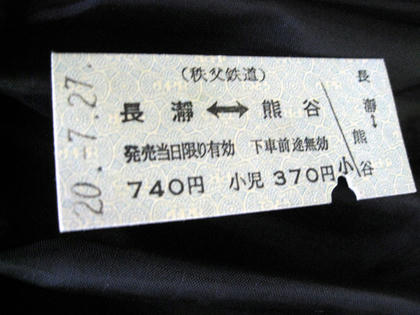 (秩父鉄道)
長瀞 ↔ 熊谷
発売当日限り有効 下車前途無効
740円 小児 370円
小
長瀞↔熊谷
20.7.27.